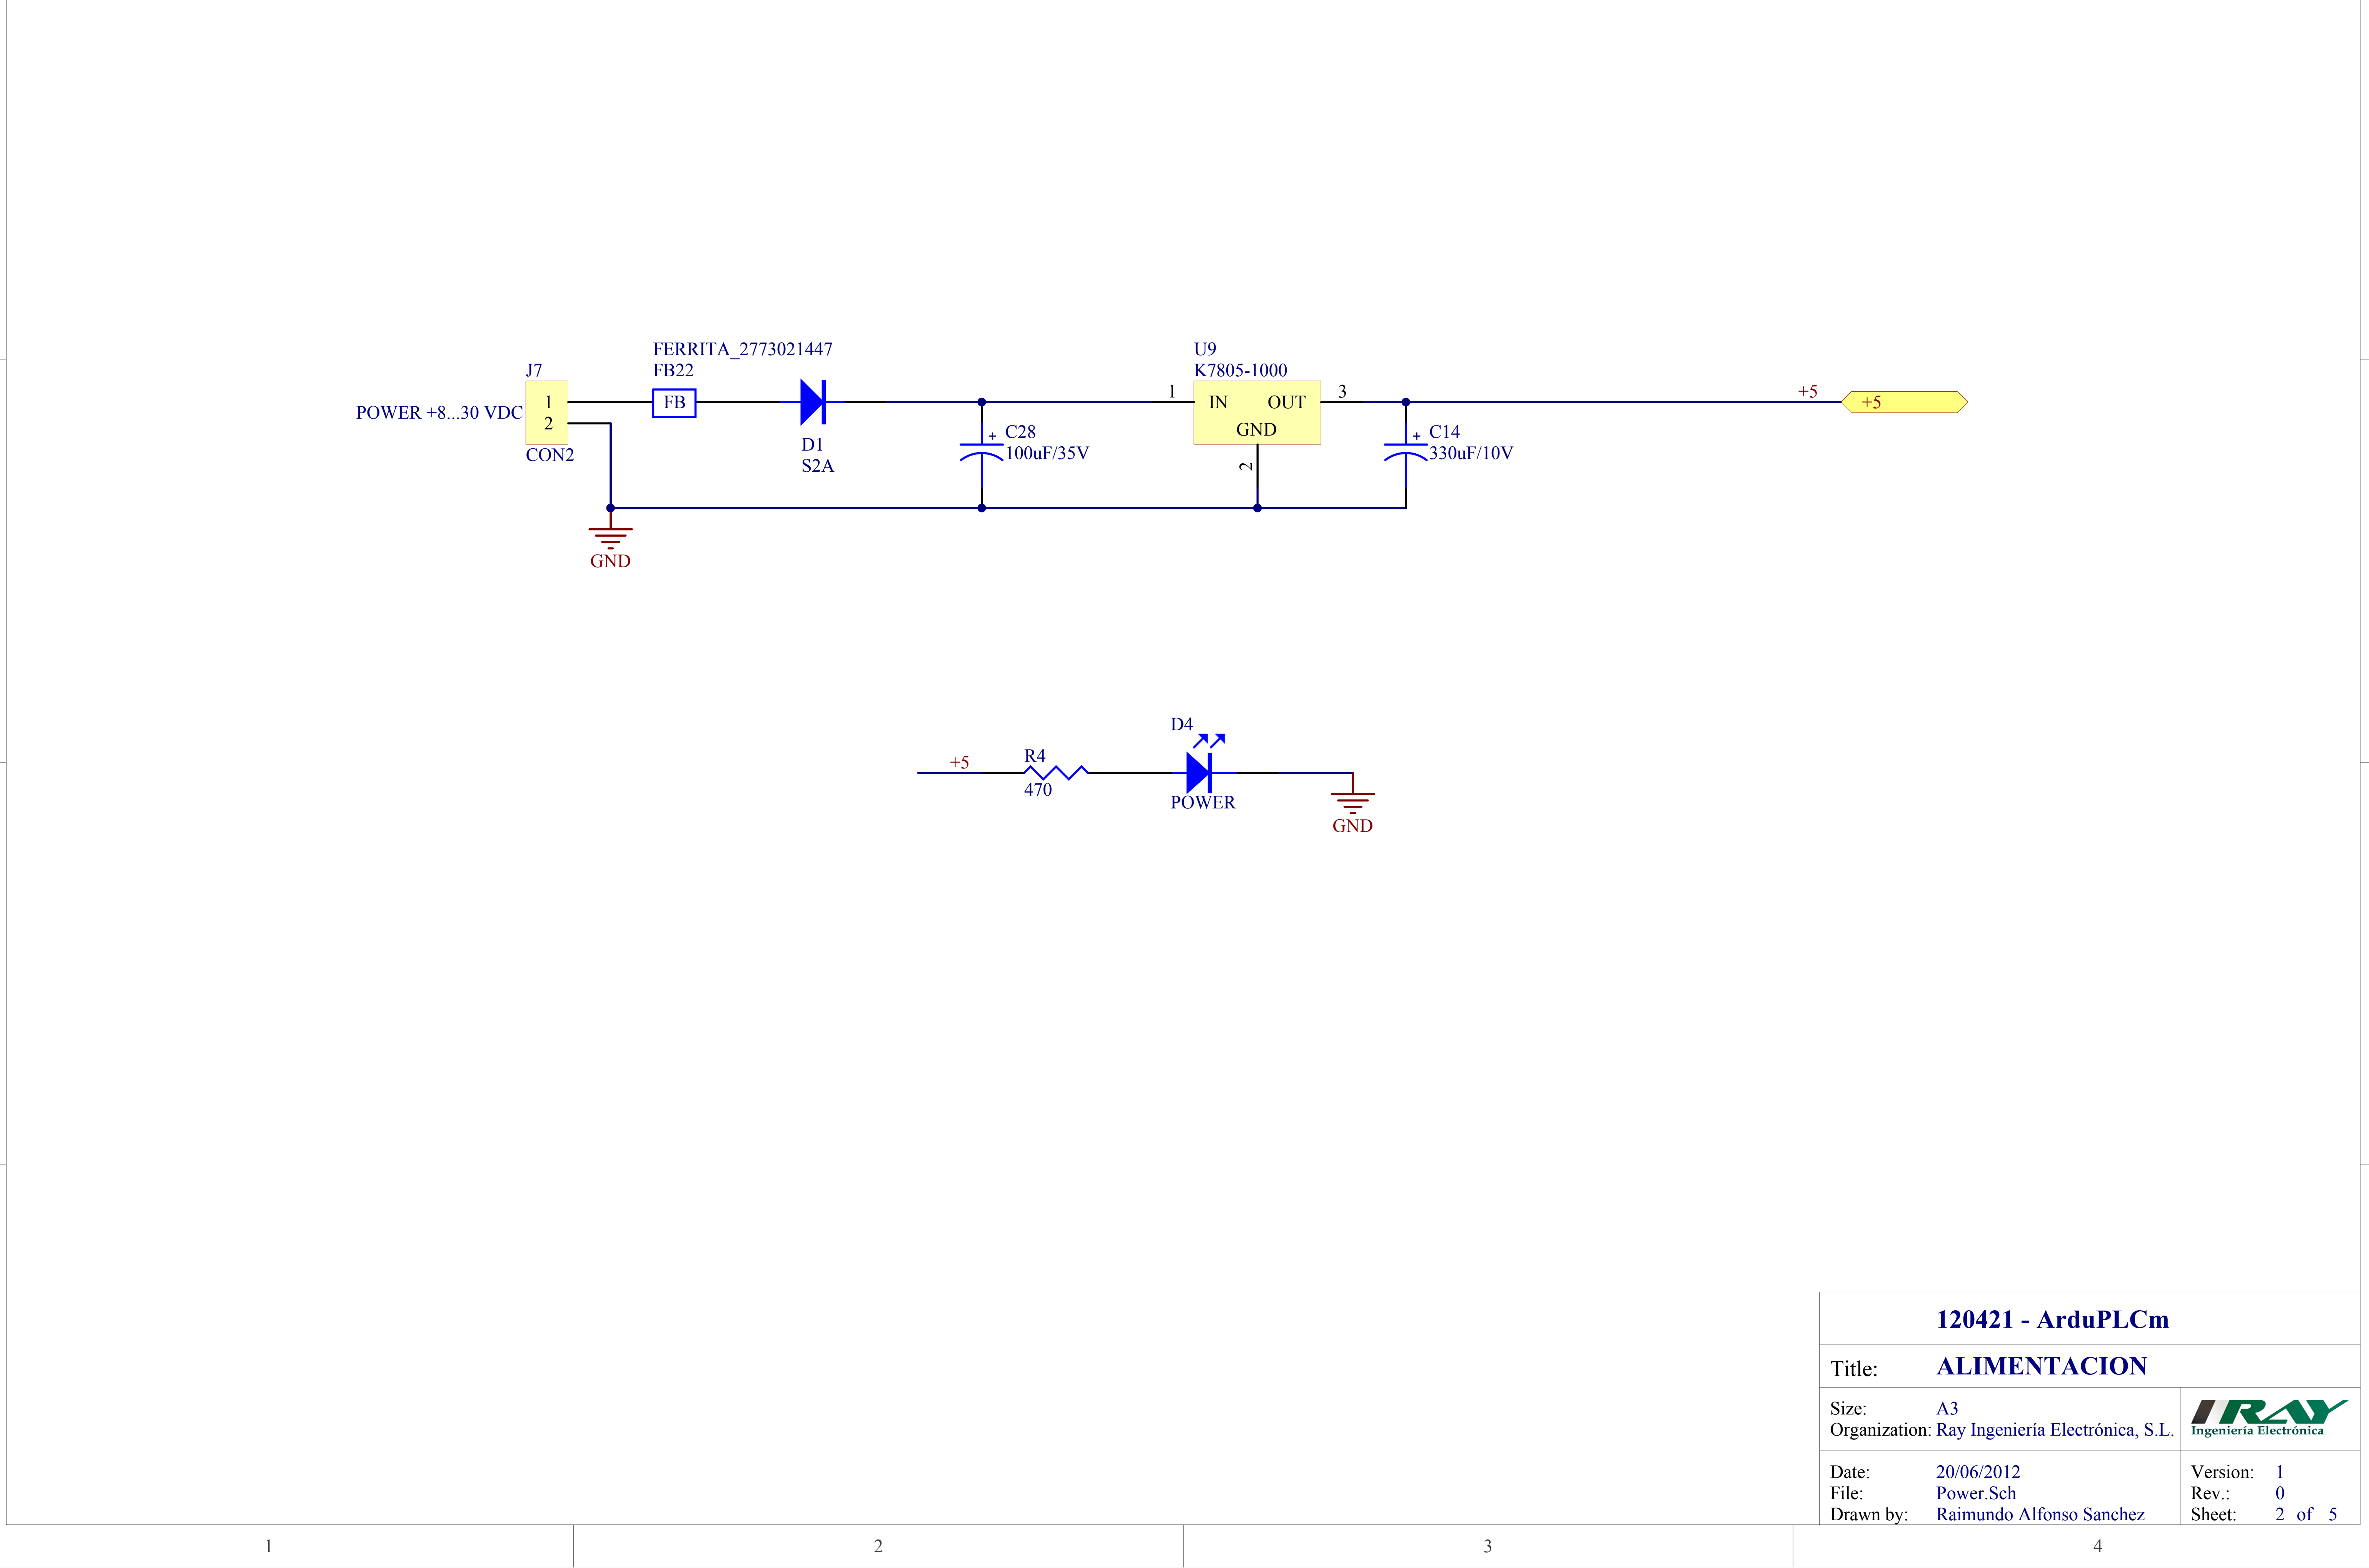 FERRITA_2773021447
FB22
J7
POWER +8...30 VDC
1
2
CON2
FB
D1
S2A
+ C28
100uF/35V
U9
K7805-1000
1
IN OUT
GND
3
2
+ C14
330uF/10V
+5
+5
GND
+5
R4
470
D4
POWER
GND
120421 - ArduPLCm
Title: ALIMENTACION
Size: A3
Organization: Ray Ingeniería Electrónica, S.L.
RAY
Ingeniería Electrónica
Date: 20/06/2012
File: Power.Sch
Drawn by: Raimundo Alfonso Sanchez
Version: 1
Rev.: 0
Sheet: 2 of 5
1 2 3 4